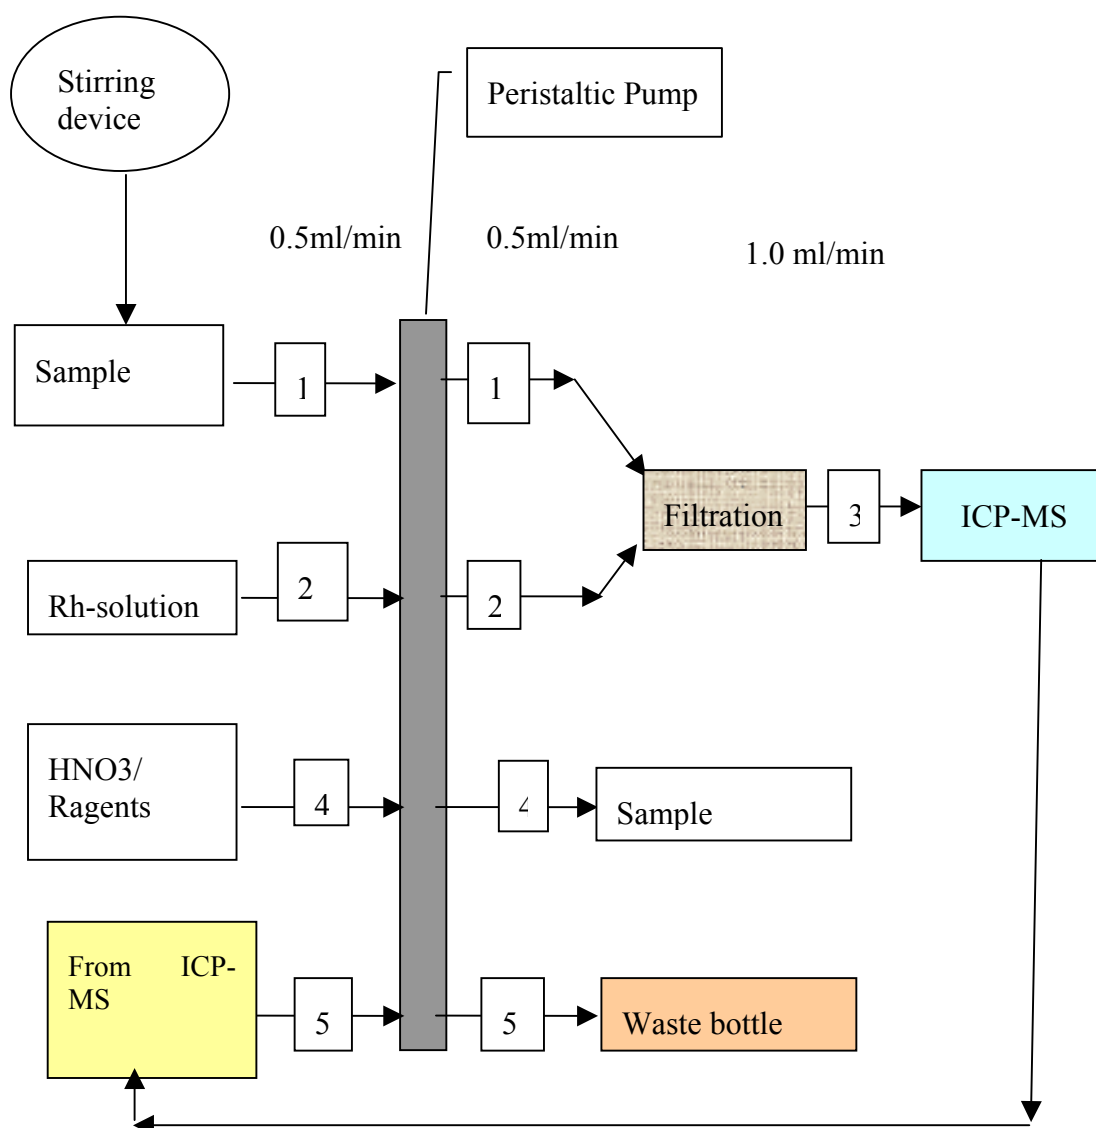 Stirring
device
Peristaltic Pump
0.5ml/min
0.5ml/min
1.0 ml/min
Sample
1
1
Filtration
3
ICP-MS
Rh-solution
2
2
HNO3/
Ragents
4
4
Sample
From ICP-
MS
5
5
Waste bottle